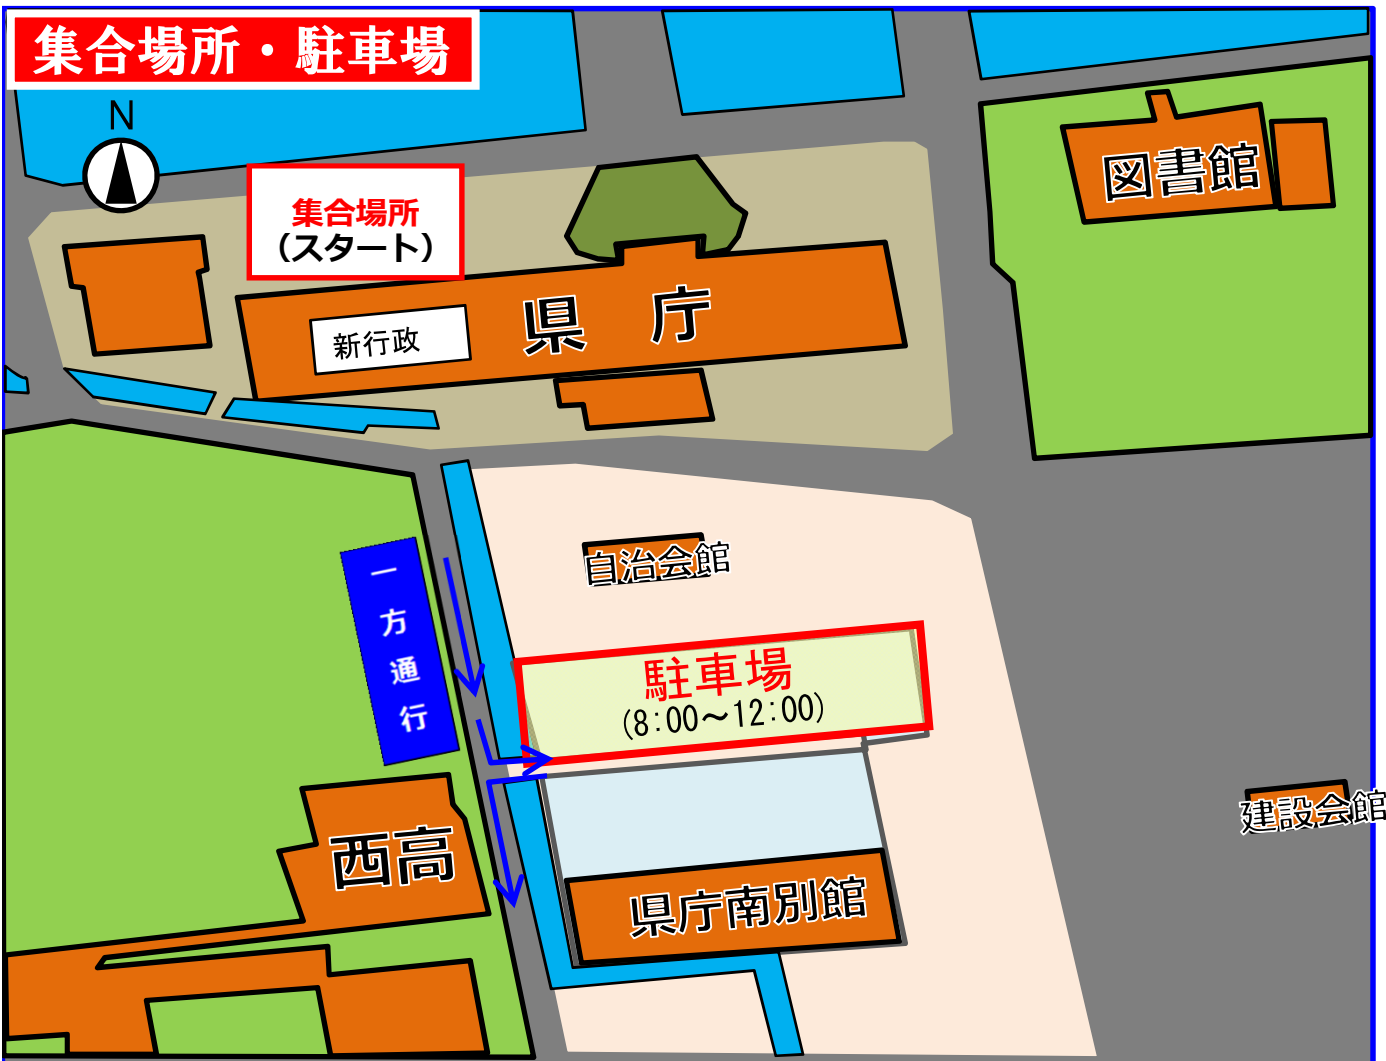 集合場所・駐車場
N
集合場所
（スタート）
図書館
県　庁
新行政
自治会館
一方通行
駐車場
(8:00～12:00)
建設会館
西高
県庁南別館